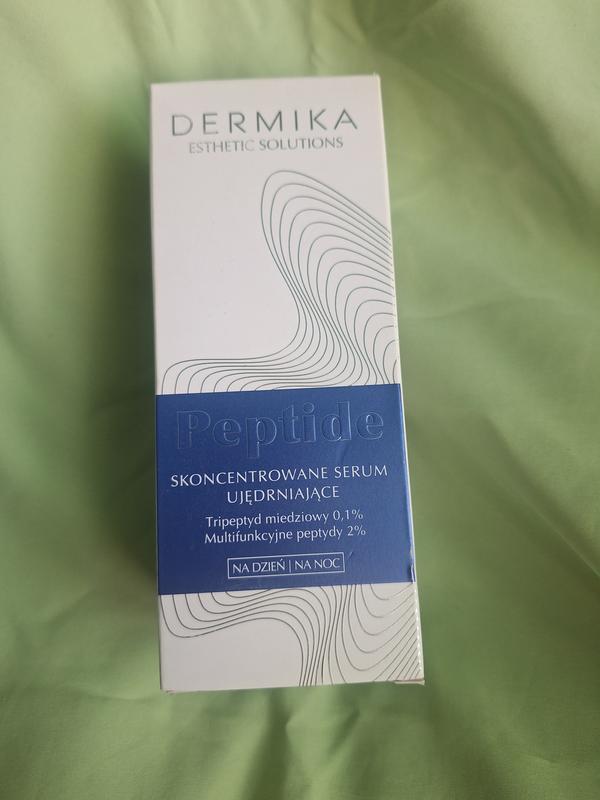 DERMIKA
ESTHETIC SOLUTIONS
Peptide
SKONCENTROWANE SERUM
UJĘDRNIAJĄCE
Tripeptyd miedziowy 0,1%
Multifunkcyjne peptydy 2%
NA DZIEŃ | NA NOC